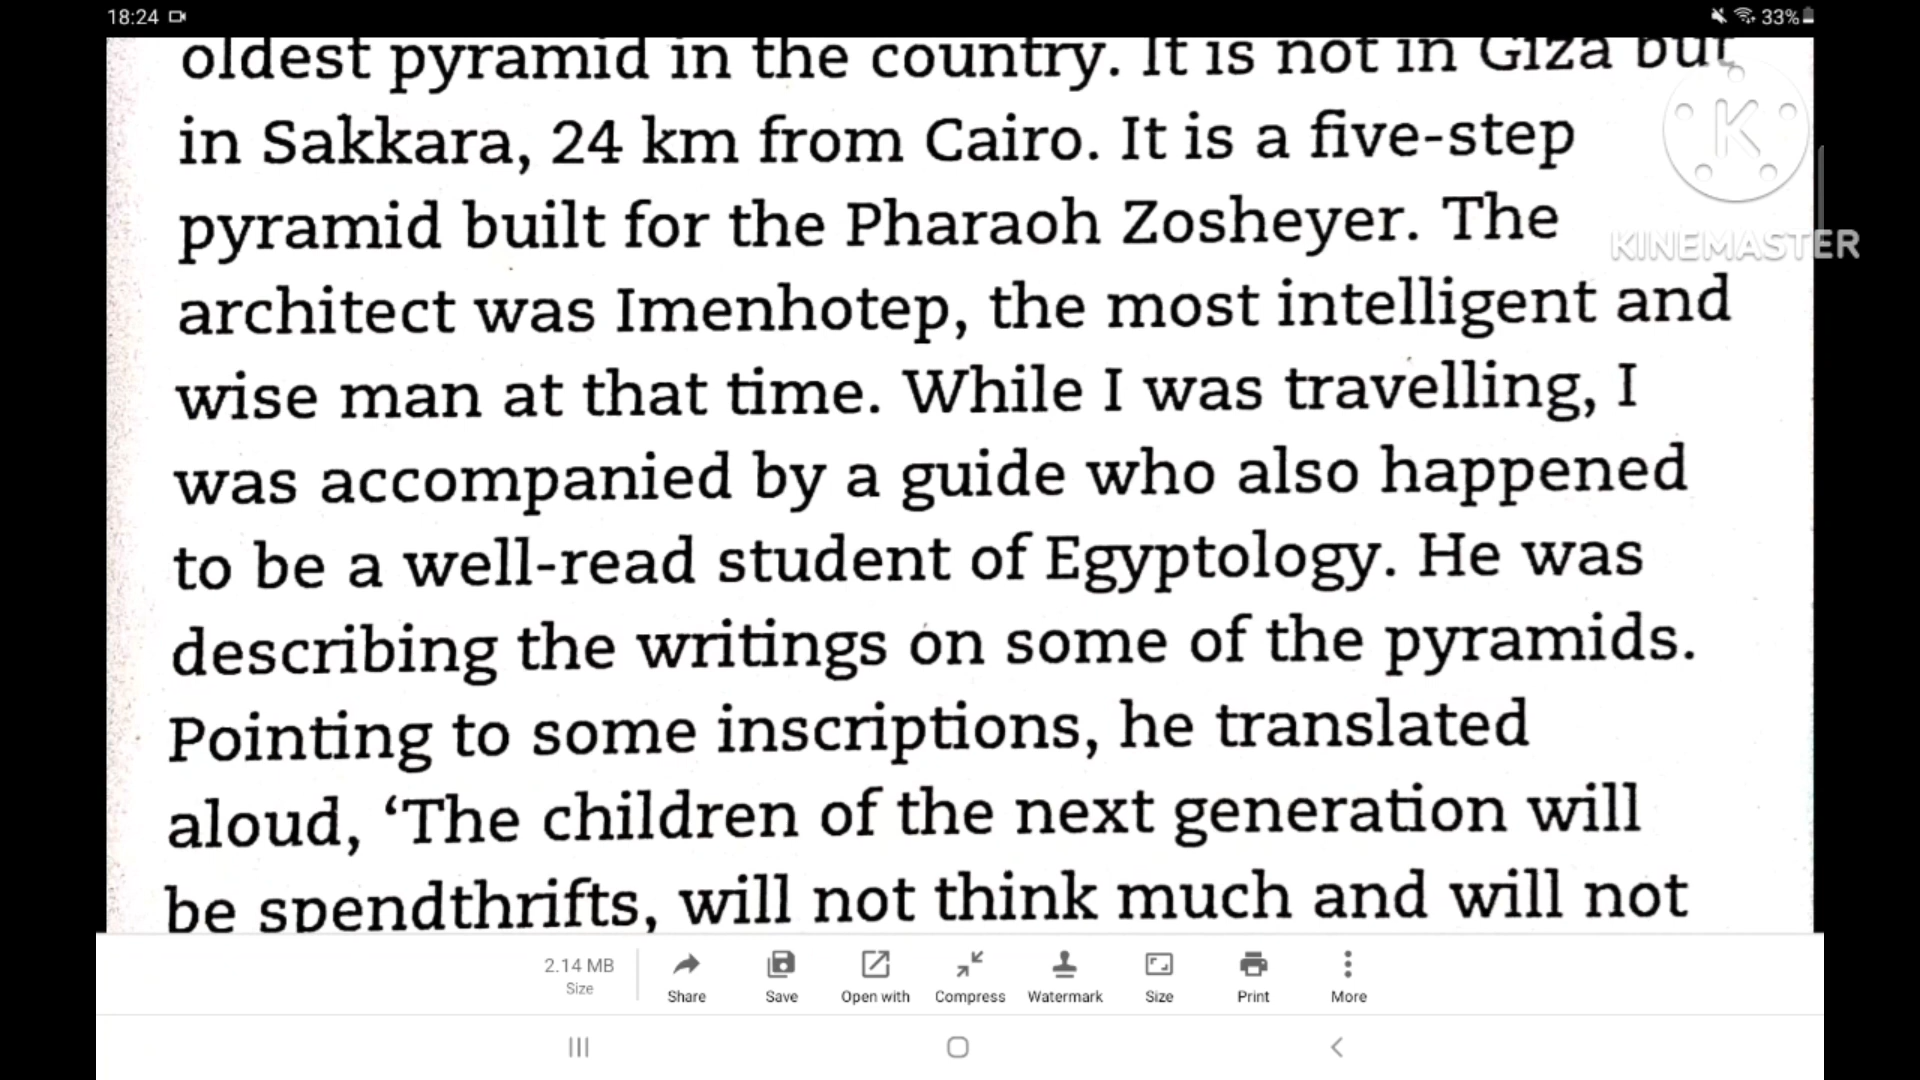 18:24
33%
oldest pyramid in the country. It is not in Giza but
in Sakkara, 24 km from Cairo. It is a five-step
pyramid built for the Pharaoh Zosheyer. The
architect was Imenhotep, the most intelligent and
wise man at that time. While I was travelling, I
was accompanied by a guide who also happened
to be a well-read student of Egyptology. He was
describing the writings on some of the pyramids.
Pointing to some inscriptions, he translated
aloud, ‘The children of the next generation will
be spendthrifts, will not think much and will not
K
KINEMASTER
2.14 MB
Size
Share
Save
Open with
Compress
Watermark
Size
Print
More